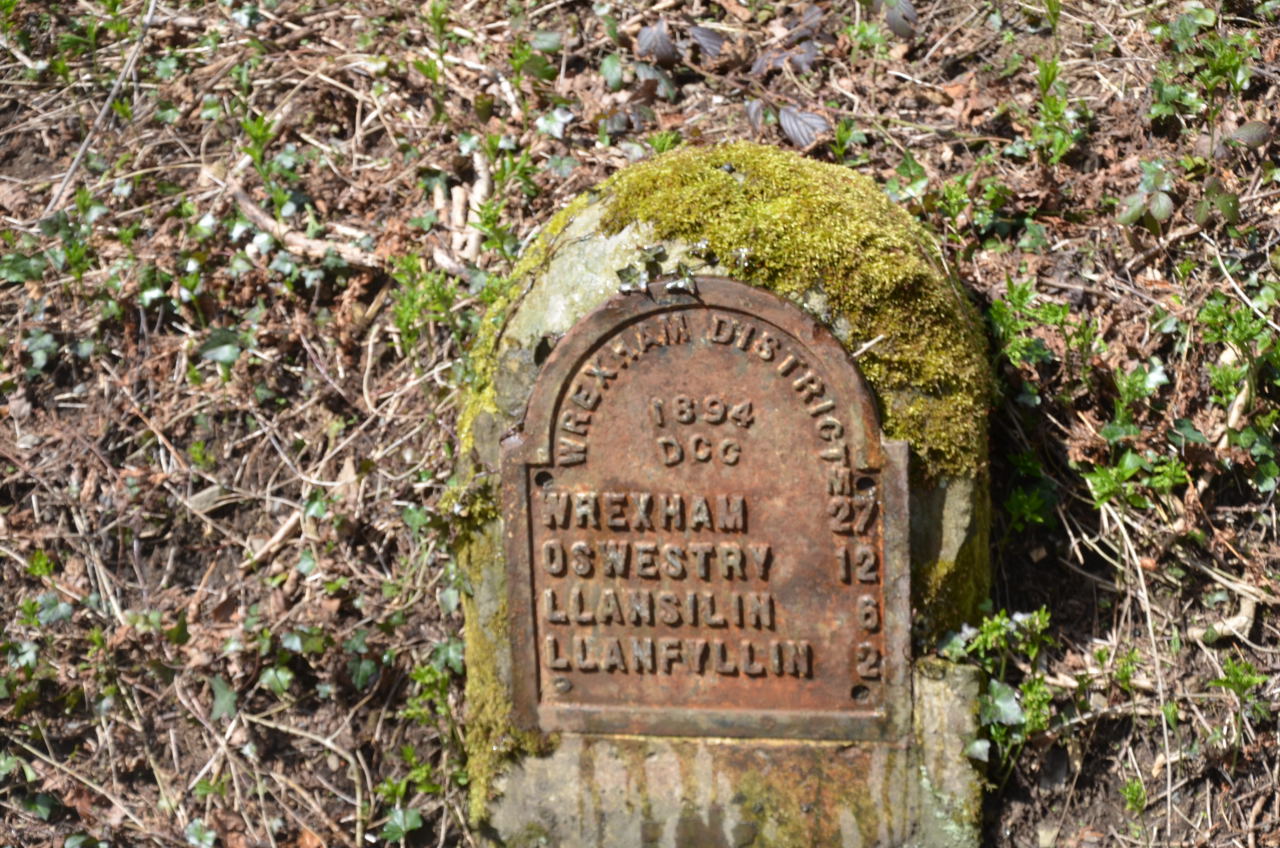 WREXHAM DISTRICT
1894
DCC
M
WREXHAM 27
OSWESTRY 12
LLANSILIN 6
LLANFYLLIN 2